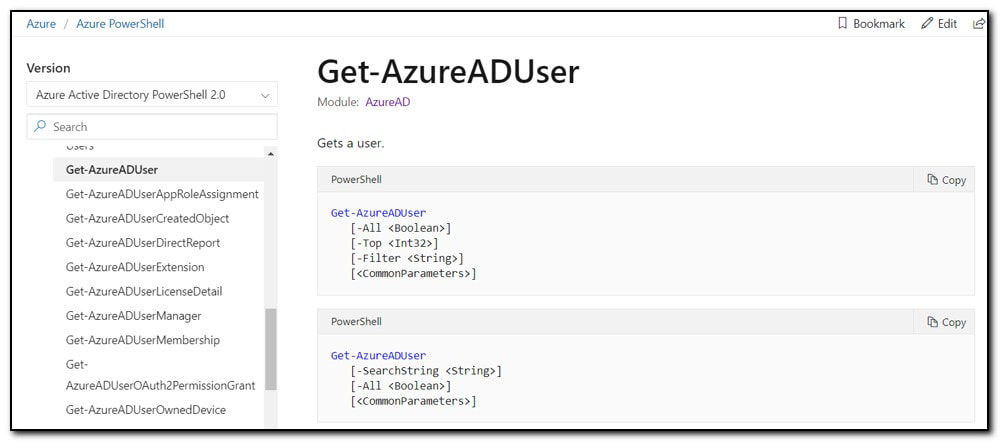 Azure / Azure PowerShell
Bookmark
Edit
Version
Azure Active Directory PowerShell 2.0
Search
Users
Get-AzureADUser
Get-AzureADUserAppRoleAssignment
Get-AzureADUserCreatedObject
Get-AzureADUserDirectReport
Get-AzureADUserExtension
Get-AzureADUserLicenseDetail
Get-AzureADUserManager
Get-AzureADUserMembership
Get-
AzureADUserOAuth2PermissionGrant
Get-AzureADUserOwnedDevice
Get-AzureADUser
Module: AzureAD
Gets a user.
PowerShell
Copy
Get-AzureADUser
[-All <Boolean>]
[-Top <Int32>]
[-Filter <String>]
[<CommonParameters>]
PowerShell
Copy
Get-AzureADUser
[-SearchString <String>]
[-All <Boolean>]
[<CommonParameters>]